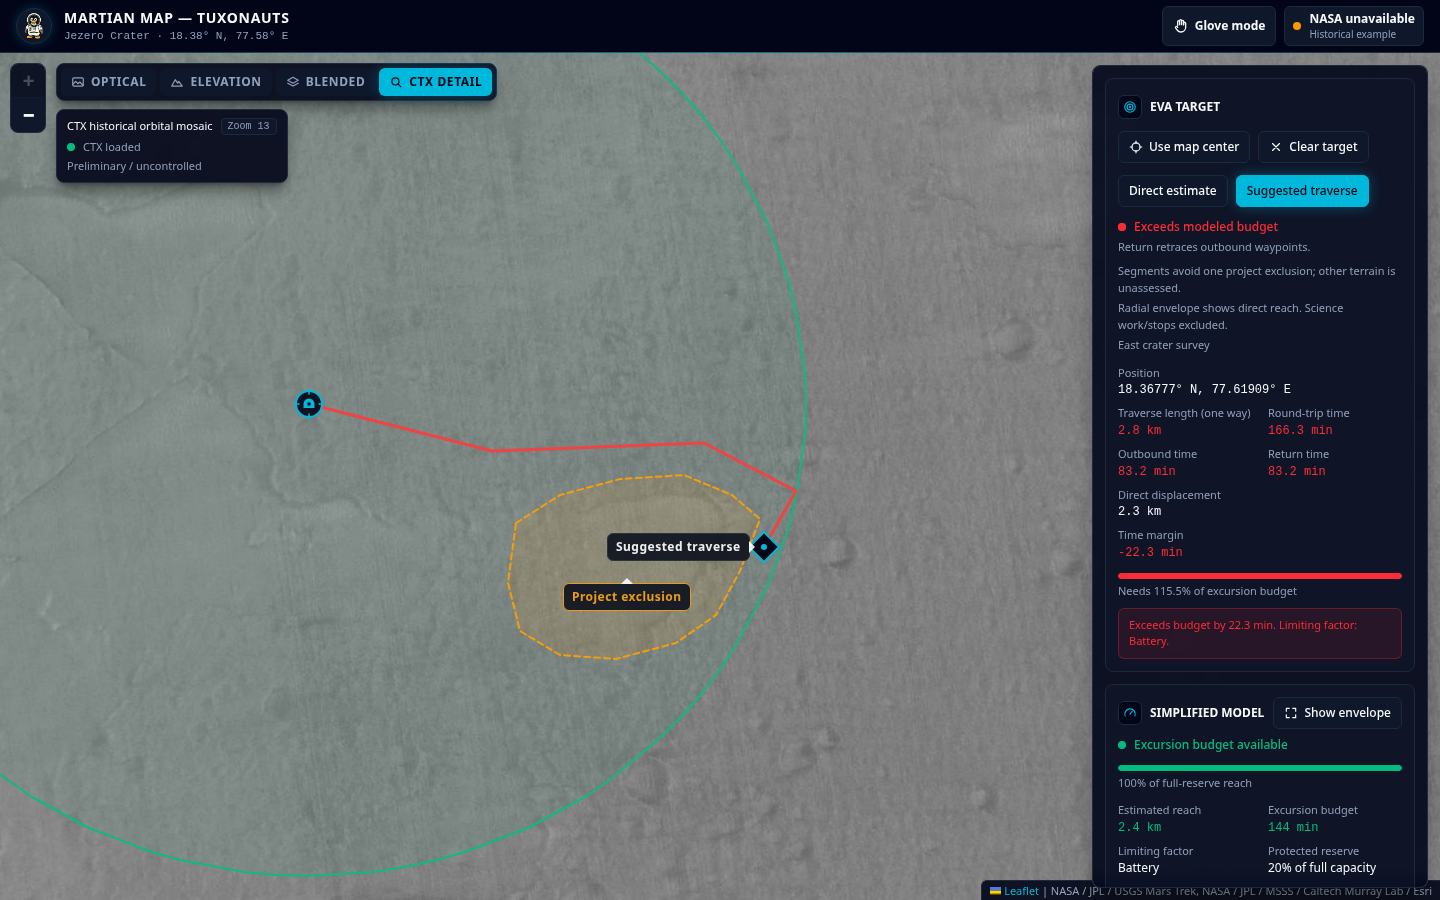 MARTIAN MAP — TUXONAUTS
Jezero Crater · 18.38° N, 77.58° E
Glove mode
NASA unavailable
Historical example
+
−
OPTICAL
ELEVATION
BLENDED
CTX DETAIL
CTX historical orbital mosaic
Zoom 13
CTX loaded
Preliminary / uncontrolled
Suggested traverse
Project exclusion
EVA TARGET
Use map center
Clear target
Direct estimate
Suggested traverse
Exceeds modeled budget
Return retraces outbound waypoints.
Segments avoid one project exclusion; other terrain is
unassessed.
Radial envelope shows direct reach. Science
work/stops excluded.
East crater survey
Position
18.36777° N, 77.61909° E
Traverse length (one way)
Round-trip time
2.8 km
166.3 min
Outbound time
Return time
83.2 min
83.2 min
Direct displacement
2.3 km
Time margin
-22.3 min
Needs 115.5% of excursion budget
Exceeds budget by 22.3 min. Limiting factor:
Battery.
SIMPLIFIED MODEL
Show envelope
Excursion budget available
100% of full-reserve reach
Estimated reach
Excursion budget
2.4 km
144 min
Limiting factor
Protected reserve
Battery
20% of full capacity
Leaflet | NASA / JPL / USGS Mars Trek, NASA / JPL / MSSS / Caltech Murray Lab / Esri